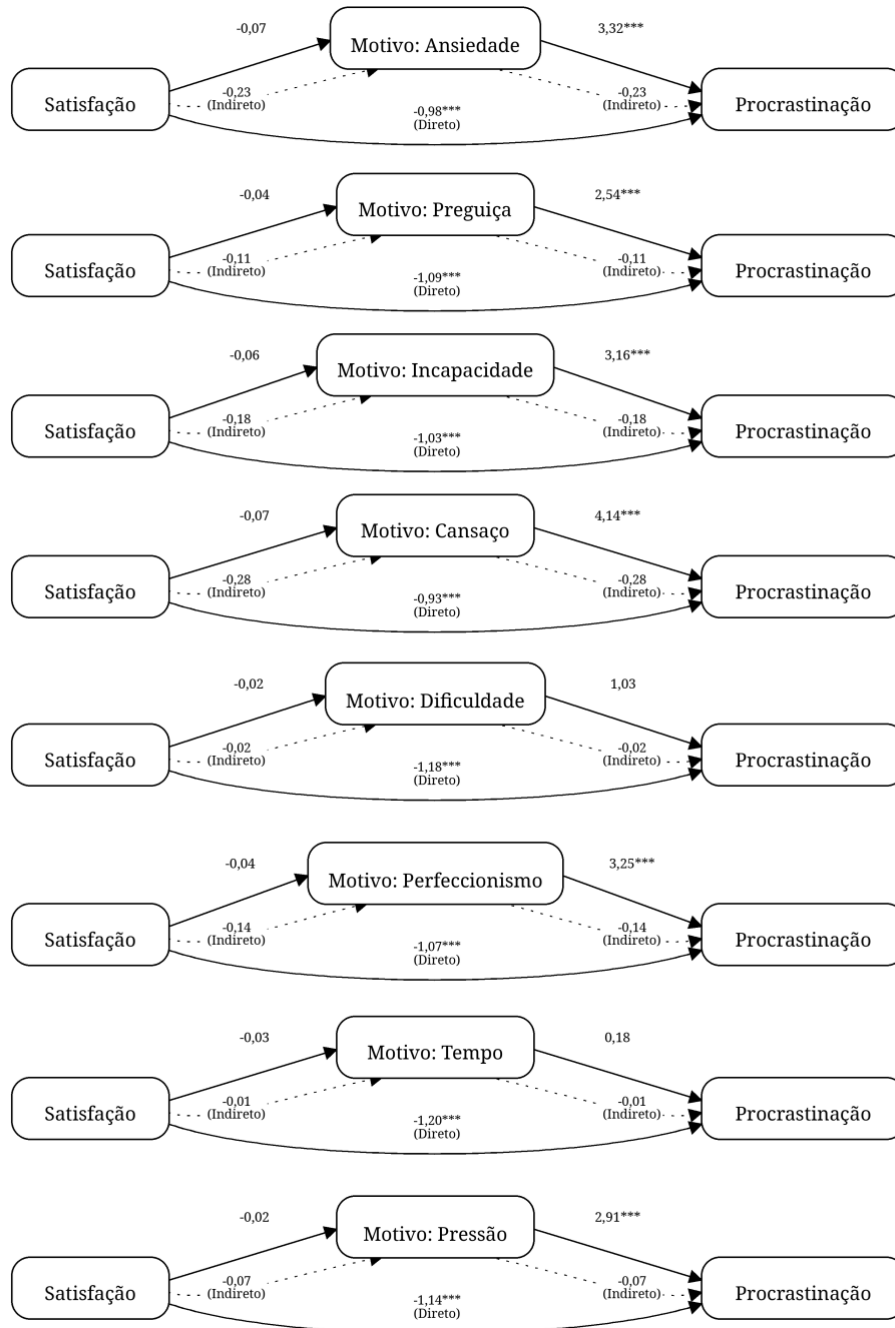 -0,07
3,32***
Motivo: Ansiedade
Satisfação
-0,23
(Indireto)
-0,98***
(Direto)
-0,23
(Indireto)
Procrastinação
-0,04
2,54***
Motivo: Preguiça
Satisfação
-0,11
(Indireto)
-1,09***
(Direto)
-0,11
(Indireto)
Procrastinação
-0,06
3,16***
Motivo: Incapacidade
Satisfação
-0,18
(Indireto)
-1,03***
(Direto)
-0,18
(Indireto)
Procrastinação
-0,07
4,14***
Motivo: Cansaço
Satisfação
-0,28
(Indireto)
-0,93***
(Direto)
-0,28
(Indireto)
Procrastinação
-0,02
1,03
Motivo: Dificuldade
Satisfação
-0,02
(Indireto)
-1,18***
(Direto)
-0,02
(Indireto)
Procrastinação
-0,04
3,25***
Motivo: Perfeccionismo
Satisfação
-0,14
(Indireto)
-1,07***
(Direto)
-0,14
(Indireto)
Procrastinação
-0,03
0,18
Motivo: Tempo
Satisfação
-0,01
(Indireto)
-1,20***
(Direto)
-0,01
(Indireto)
Procrastinação
-0,02
2,91***
Motivo: Pressão
Satisfação
-0,07
(Indireto)
-1,14***
(Direto)
-0,07
(Indireto)
Procrastinação